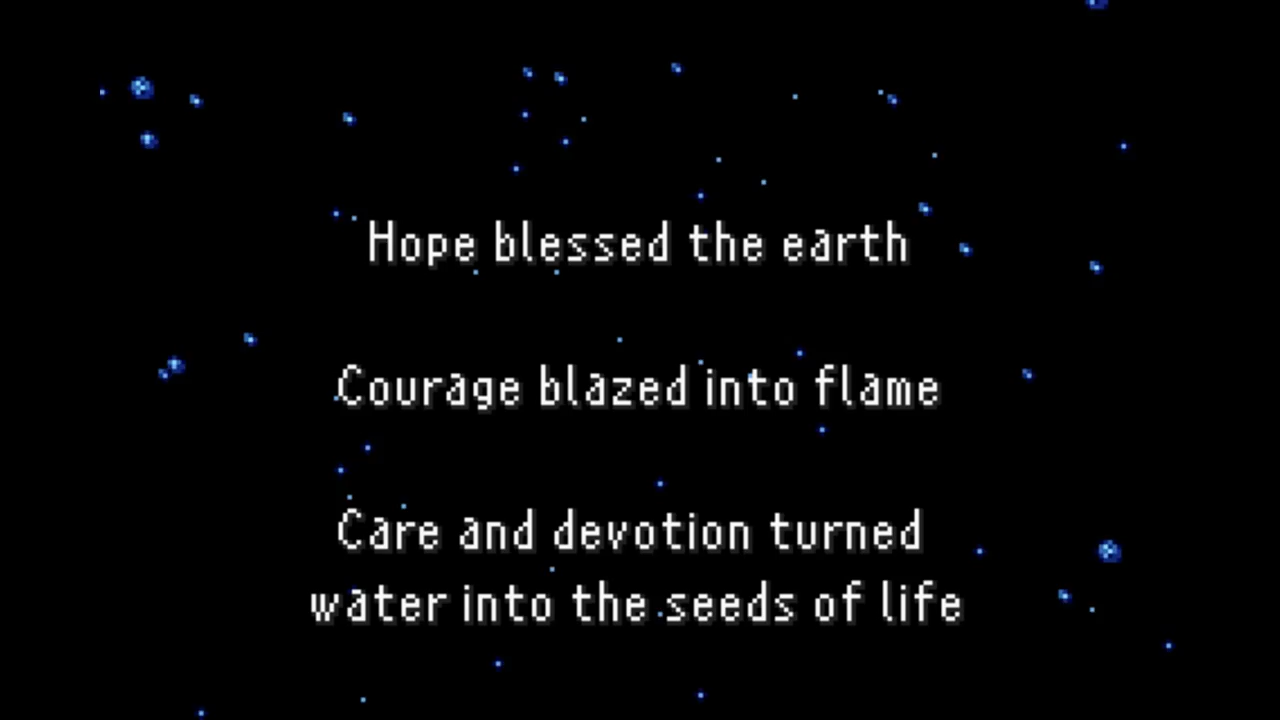 Hope blessed the earth
Courage blazed into flame
Care and devotion turned
water into the seeds of life